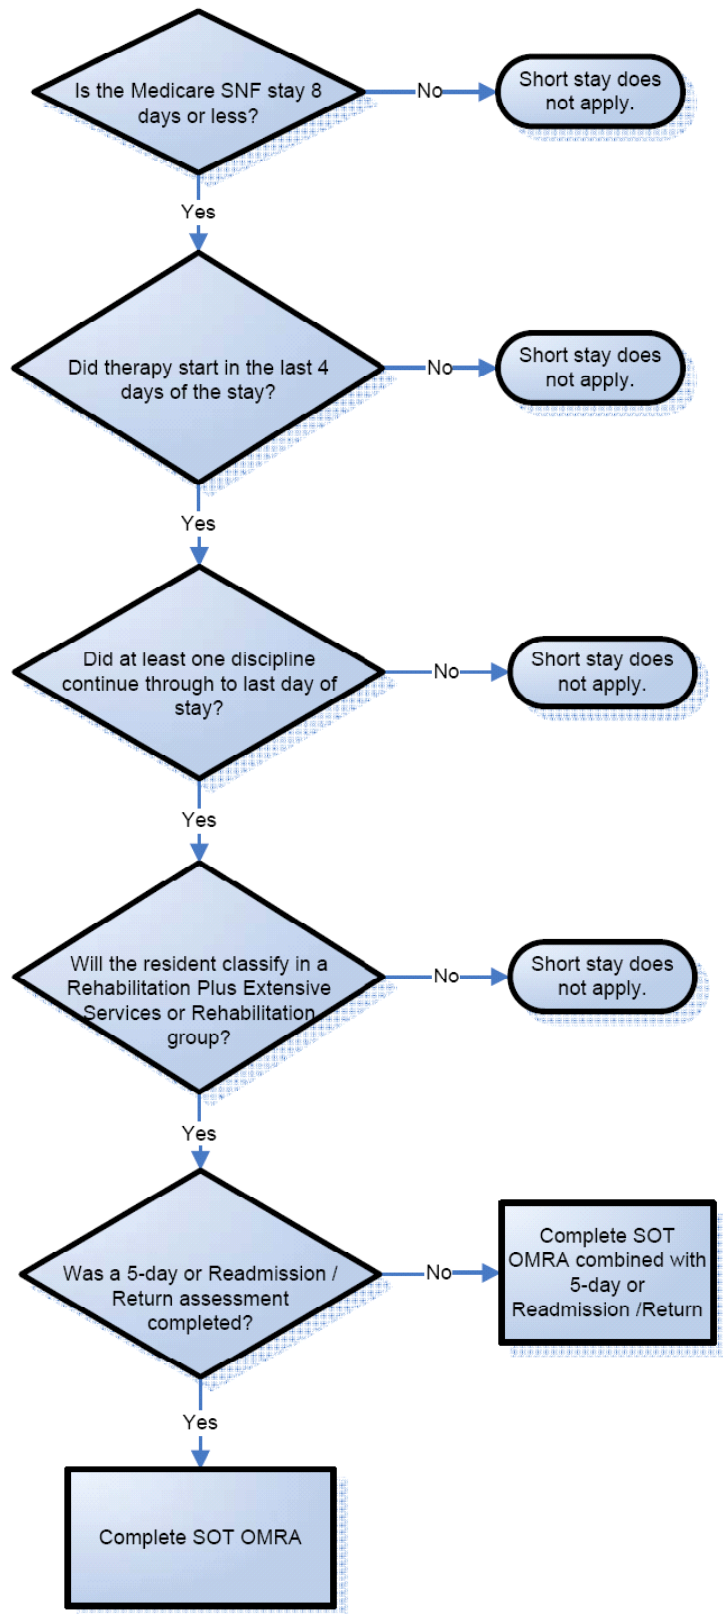 Is the Medicare SNF stay 8
days or less?
No
Short stay does
not apply.
Yes
Did therapy start in the last 4
days of the stay?
No
Short stay does
not apply.
Yes
Did at least one discipline
continue through to last day of
stay?
No
Short stay does
not apply.
Yes
Will the resident classify in a
Rehabilitation Plus Extensive
Services or Rehabilitation
group?
No
Short stay does
not apply.
Yes
Was a 5-day or Readmission /
Return assessment
completed?
No
Complete SOT
OMRA combined with
5-day or
Readmission /Return
Yes
Complete SOT OMRA